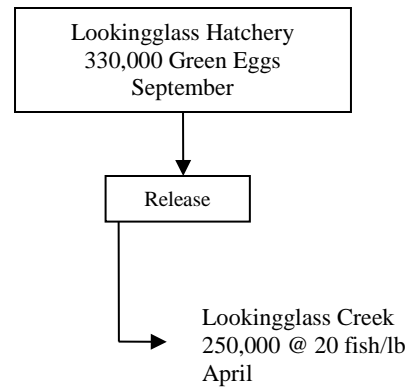 Lookingglass Hatchery
330,000 Green Eggs
September
Release
Lookingglass Creek
250,000 @ 20 fish/lb
April